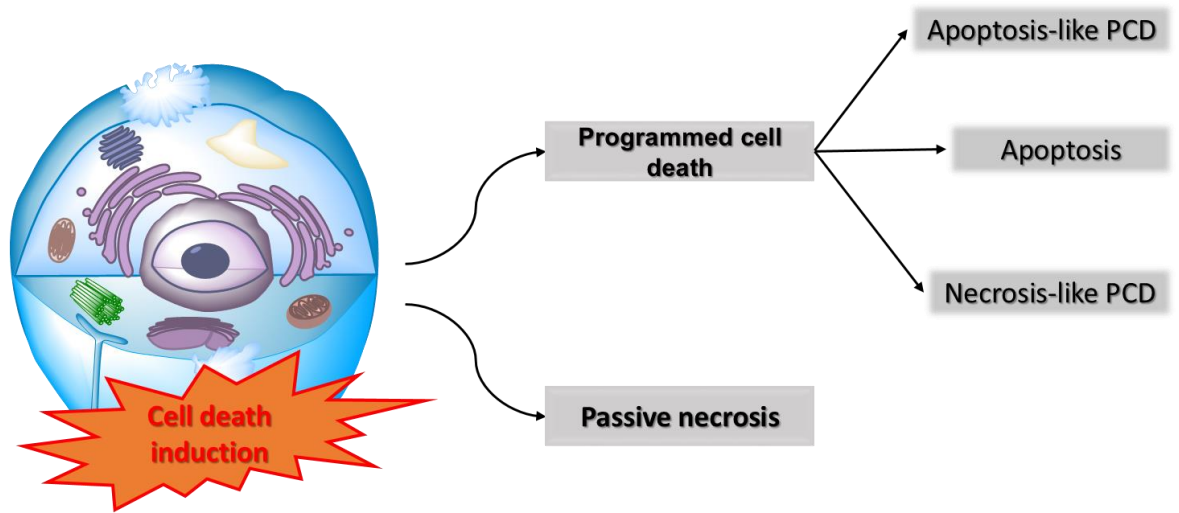 Cell death
induction
Programmed cell
death
Passive necrosis
Apoptosis-like PCD
Apoptosis
Necrosis-like PCD